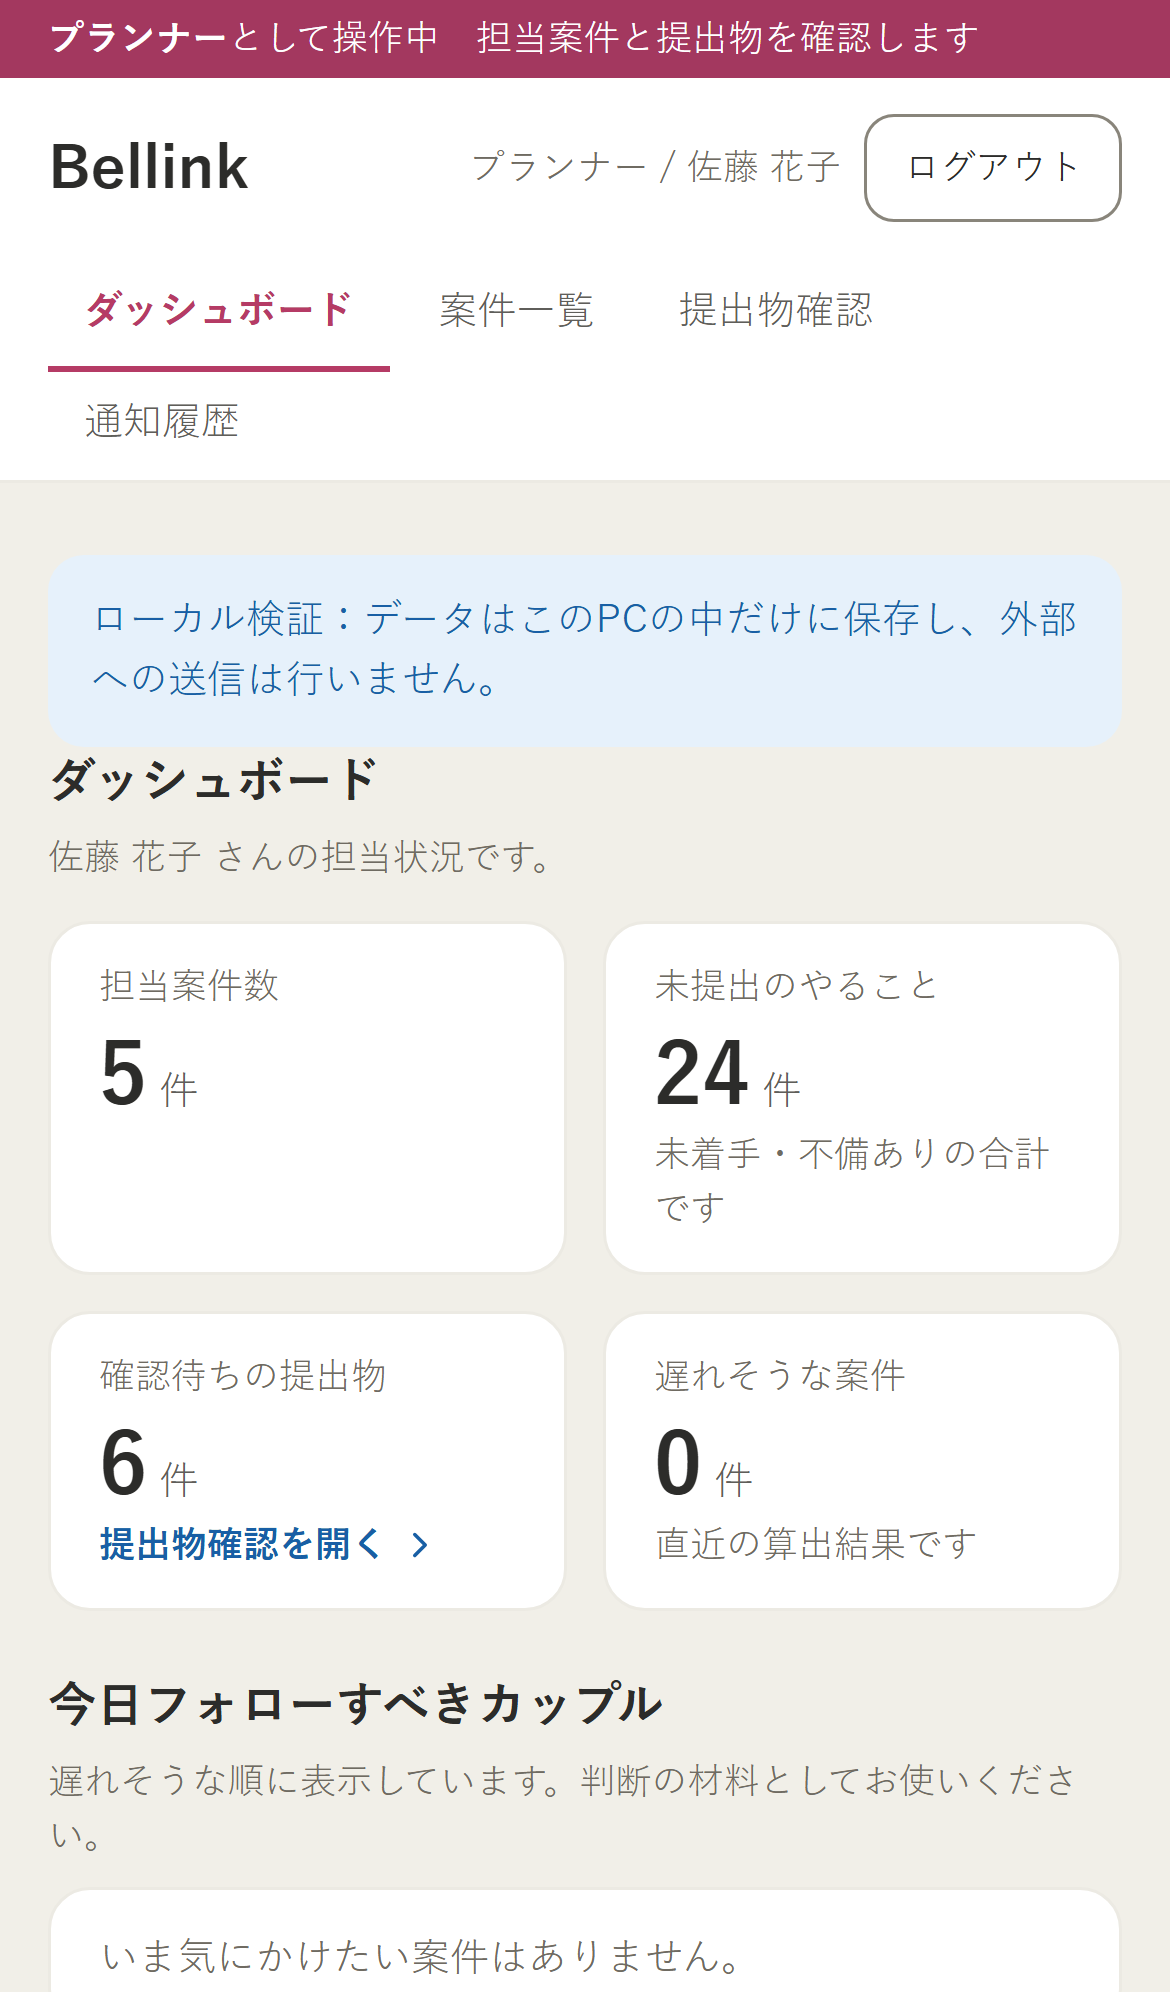 プランナーとして操作中　担当案件と提出物を確認します
Bellink
プランナー / 佐藤 花子
ログアウト
ダッシュボード
案件一覧
提出物確認
通知履歴
ローカル検証：データはこのPCの中だけに保存し、外部
への送信は行いません。
ダッシュボード
佐藤 花子 さんの担当状況です。
担当案件数
5 件
未提出のやること
24 件
未着手・不備ありの合計
です
確認待ちの提出物
6 件
提出物確認を開く
遅れそうな案件
0 件
直近の算出結果です
今日フォローすべきカップル
遅れそうな順に表示しています。判断の材料としてお使いくださ
い。
いま気にかけたい案件はありません。